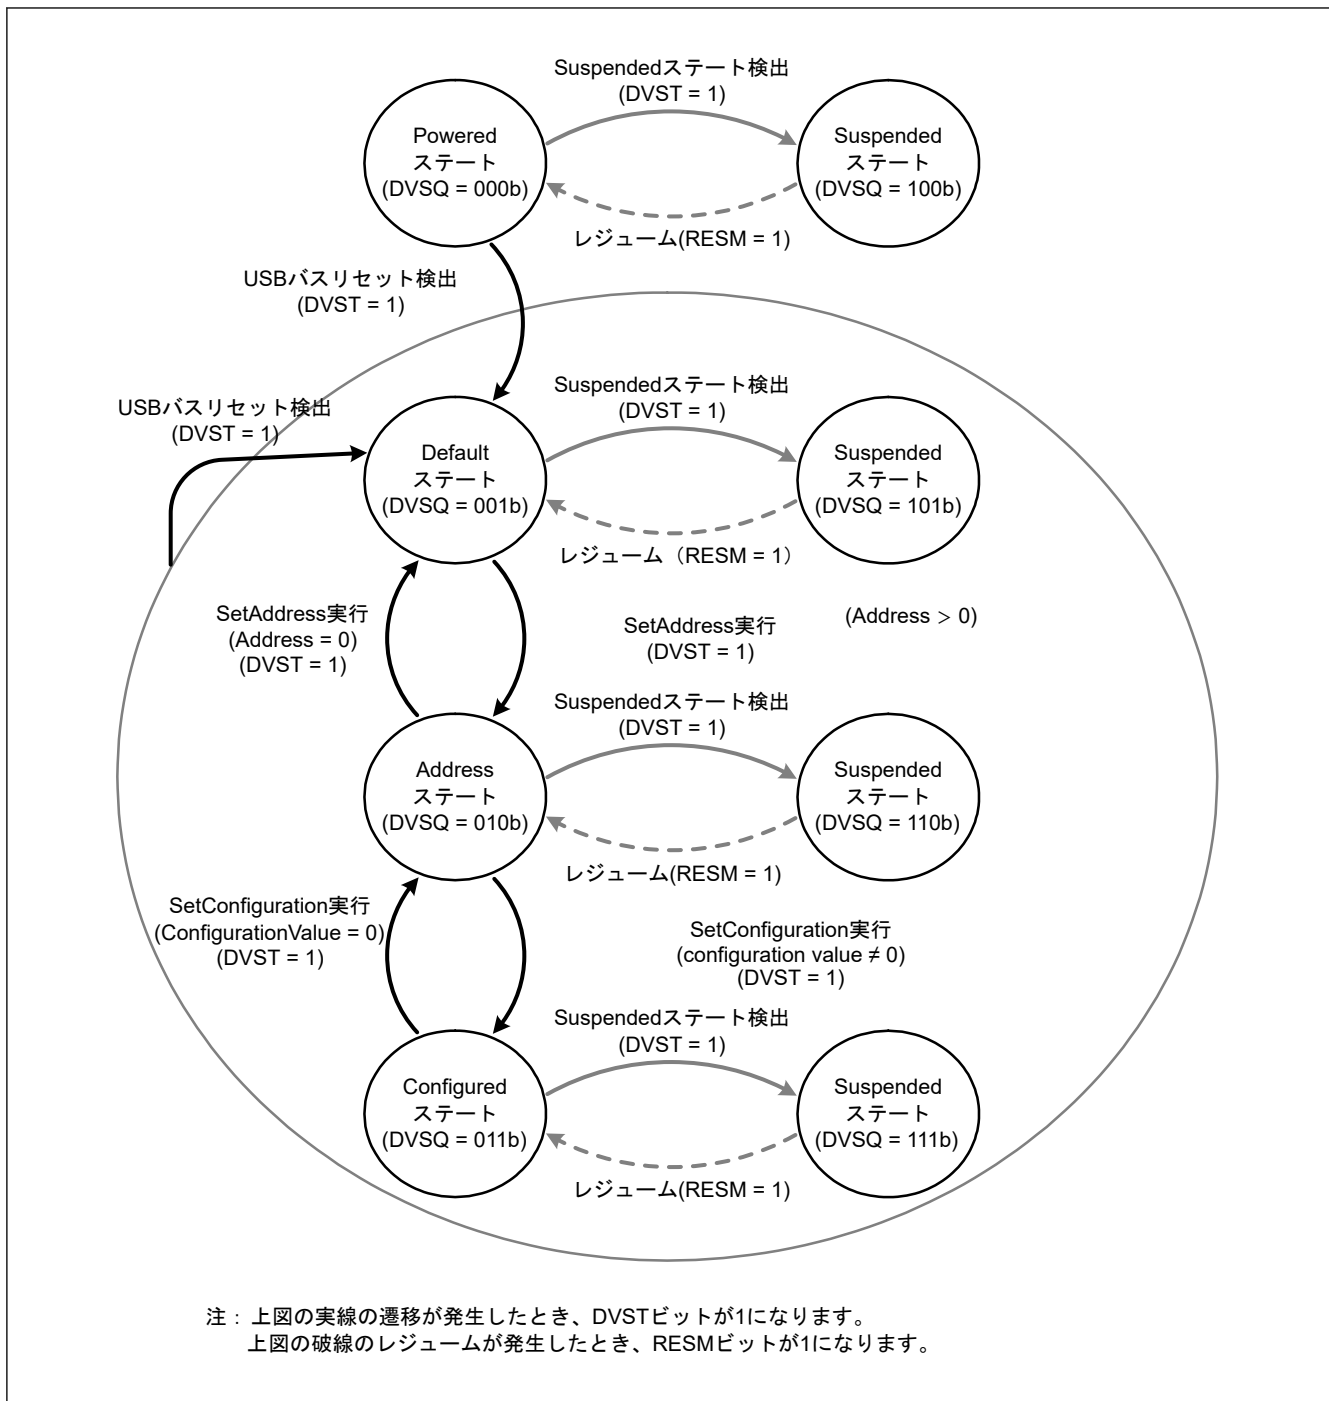 Suspendedステート検出
(DVST = 1)
Powered
ステート
(DVSQ = 000b)
Suspended
ステート
(DVSQ = 100b)
レジューム(RESM = 1)
USBバスリセット検出
(DVST = 1)
Suspendedステート検出
(DVST = 1)
USBバスリセット検出
(DVST = 1)
Default
ステート
(DVSQ = 001b)
Suspended
ステート
(DVSQ = 101b)
レジューム（RESM = 1）
SetAddress実行
(Address = 0)
(DVST = 1)
SetAddress実行
(DVST = 1)
(Address > 0)
Suspendedステート検出
(DVST = 1)
Address
ステート
(DVSQ = 010b)
Suspended
ステート
(DVSQ = 110b)
レジューム(RESM = 1)
SetConfiguration実行
(ConfigurationValue = 0)
(DVST = 1)
SetConfiguration実行
(configuration value ≠ 0)
(DVST = 1)
Suspendedステート検出
(DVST = 1)
Configured
ステート
(DVSQ = 011b)
Suspended
ステート
(DVSQ = 111b)
レジューム(RESM = 1)
注：上図の実線の遷移が発生したとき、DVSTビットが1になります。
上図の破線のレジュームが発生したとき、RESMビットが1になります。